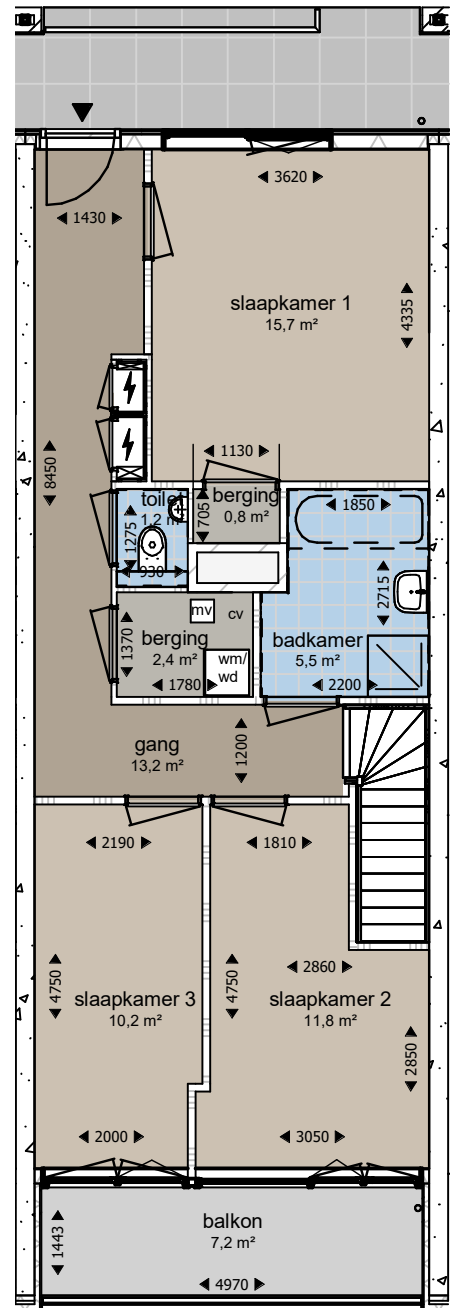 3620
1430
4335
slaapkamer 1
15,7 m²
8450
1130
toilet
1,2 m²
berging
0,8 m²
705
1850
1275
930
2715
mv
cv
berging
2,4 m²
1370
wm/
wd
badkamer
5,5 m²
1780
2200
gang
13,2 m²
1200
2190
1810
4750
4750
2860
slaapkamer 3
10,2 m²
slaapkamer 2
11,8 m²
2850
2000
3050
balkon
7,2 m²
1443
4970